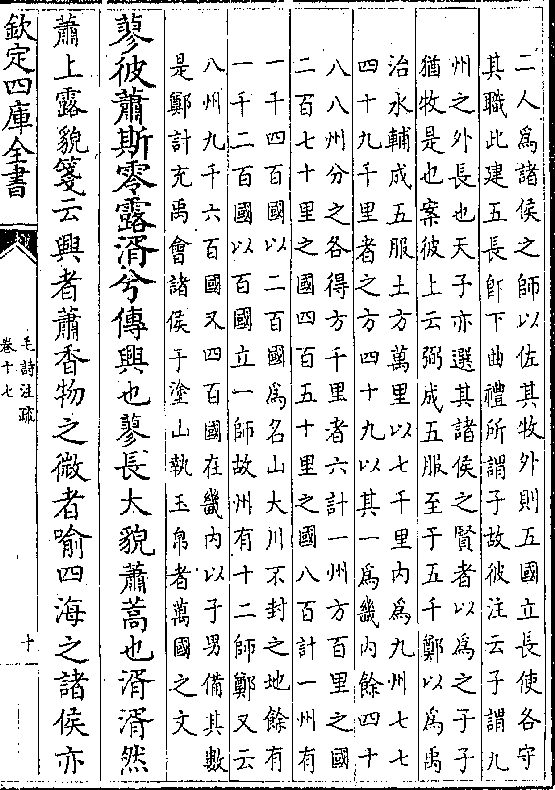 二人為諸侯之師以佐其牧外則五國立長使各守
其職此建五長卽下曲禮所謂子故彼注云子謂九
州之外長也天子亦選其諸侯之賢者以為之子子
猶牧是也案彼上云弼成五服至于五千鄭以為禹
治水輔成五服土方萬里以七千里内為九州七七
四十九千里者之方四十九以其一為畿内餘四十
八八州分之各得方千里者六計一州方百里之國
二百七十里之國四百五十里之國八百計一州有
一千四百國以二百國為名山大川不封之地餘有
一千二百國以百國立一師故州有十二師鄭又云
八州九千六百國又四百國在畿内以子男備其數
是鄭計充禹會諸侯于塗山執玉帛者萬國之文
蓼彼蕭斯零露湑兮傳興也蓼長大貌蕭蒿也湑湑然
蕭上露貌箋云興者蕭香物之微者喻四海之諸侯亦
欽定四庫全書
毛詩注疏
卷十七
十